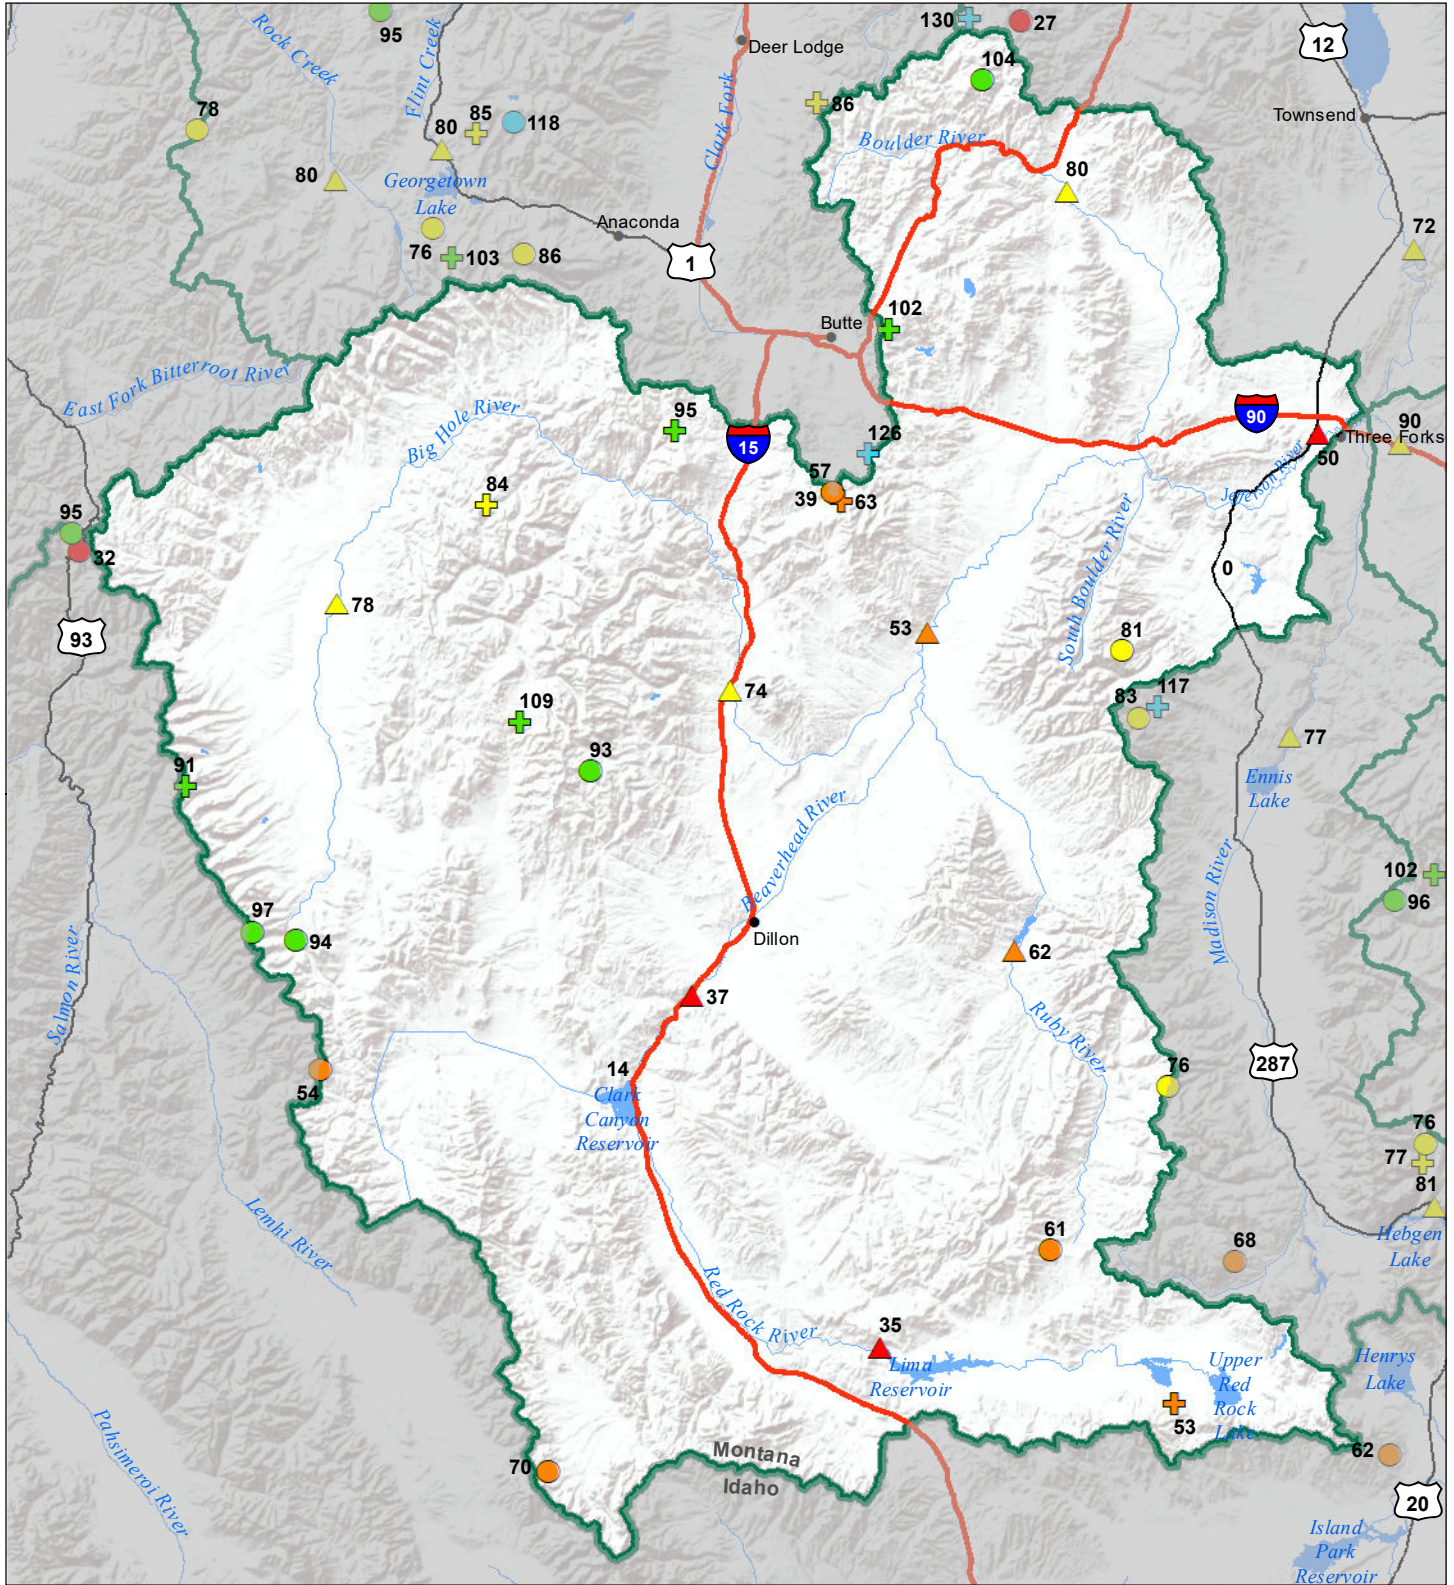 130
27
95
Rock Creek
Flint Creek
Deer Lodge
12
104
78
85
118
80
86
Clark Fork
Boulder River
Townsend
80
Georgetown
Lake
80
Anaconda
76
103
86
1
72
102
Butte
East Fork Bitterroot River
Big Hole River
95
15
126
90
90
Three Forks
50
Jefferson River
57
39
63
84
95
32
South Boulder River
0
78
93
53
81
74
83
117
109
77
93
Ennis
Lake
91
Beaverhead River
Madison River
102
96
97
94
Dillon
Salmon River
62
37
Ruby River
14
Clark
Canyon
Reservoir
54
287
76
76
77
81
Lemhi River
Hebgen
Lake
61
68
Red Rock River
35
Lima
Reservoir
Upper
Red
Rock
Lake
Henrys
Lake
53
Pahsimeroi River
70
Montana
Idaho
62
20
Island
Park
Reservoir